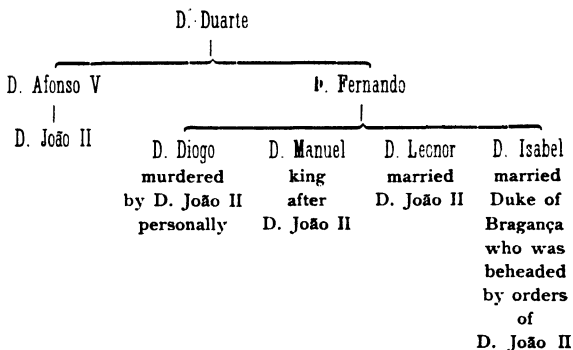 D. Duarte
D. Afonso V
D. Fernando
D. João II
D. Diogo
murdered
by D. João II
personally
D. Manuel
king
after
D. João II
D. Leonor
married
D. João II
D. Isabel
married
Duke of
Bragança
who was
beheaded
by orders
of
D. João II